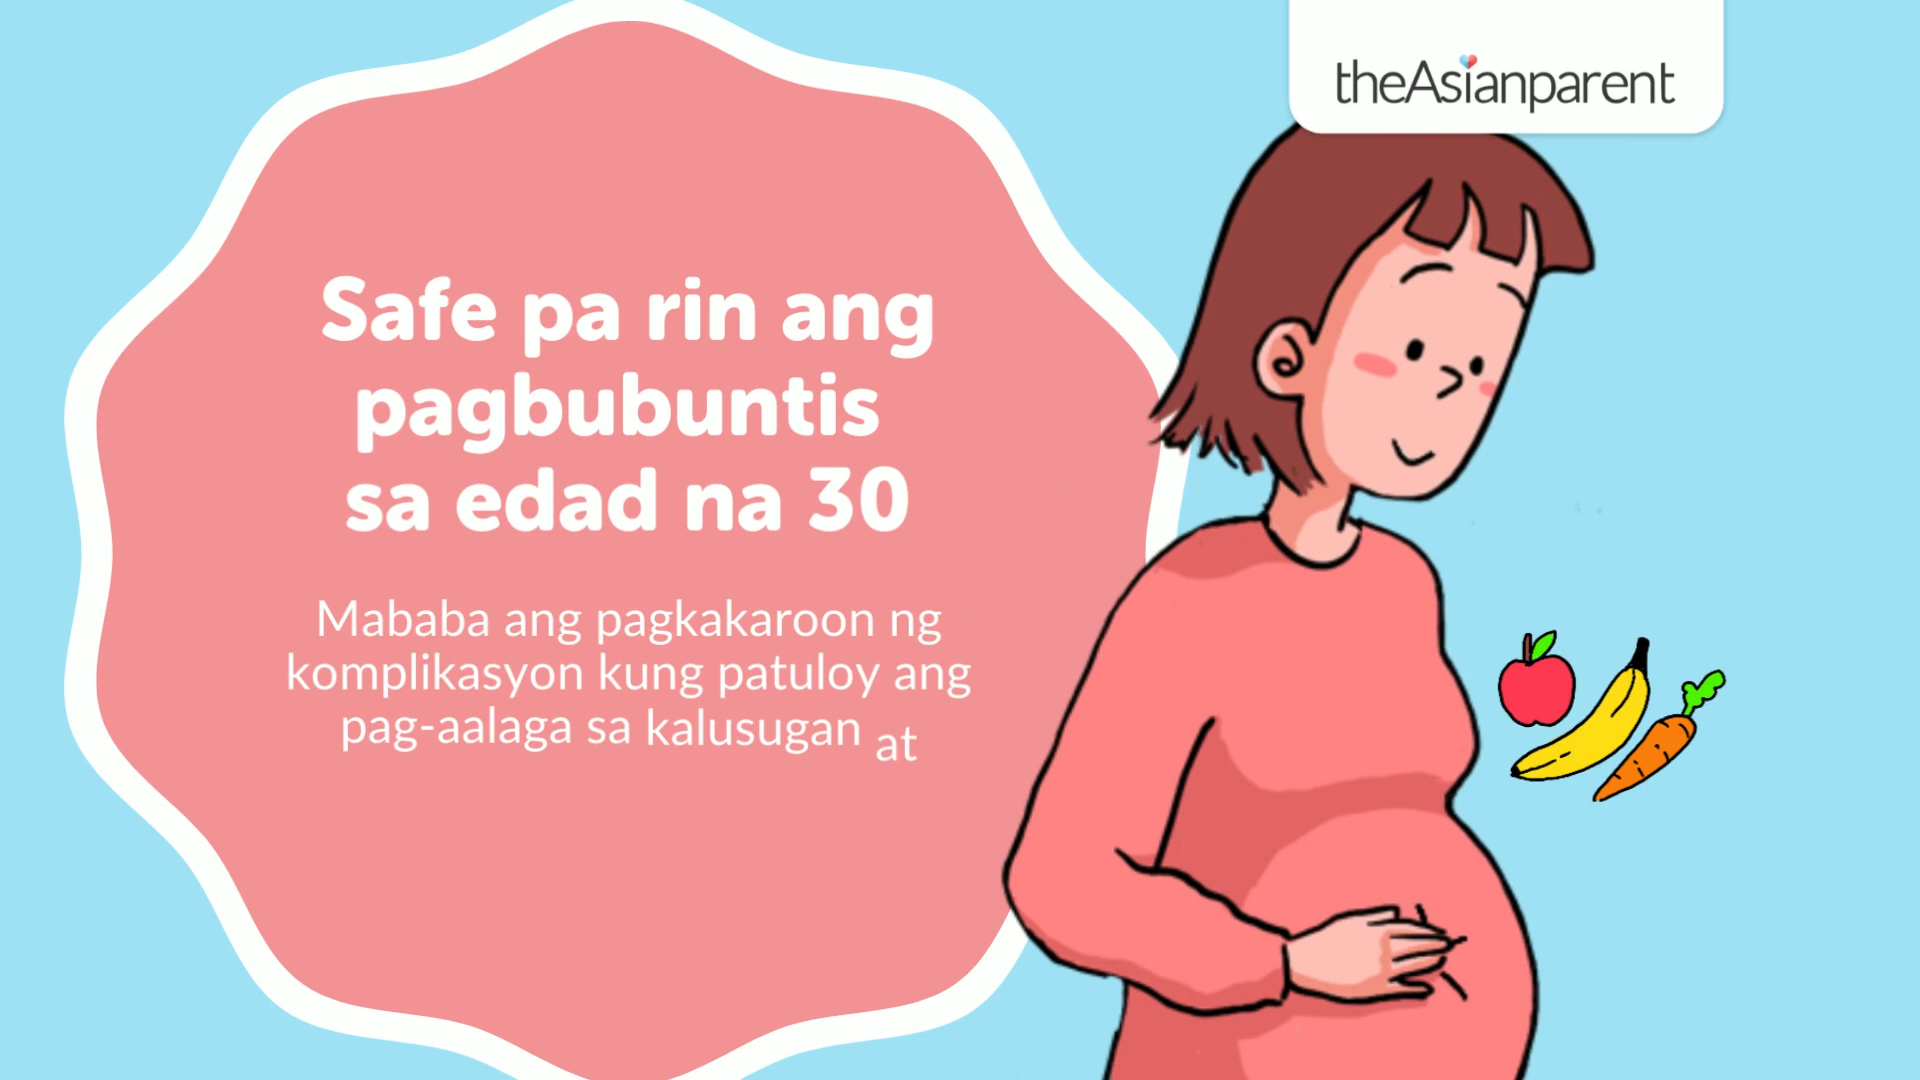 theAsianparent
Safe pa rin ang
pagbubuntis
sa edad na 30
Mababa ang pagkakaroon ng
komplikasyon kung patuloy ang
pag-aalaga sa kalusugan at